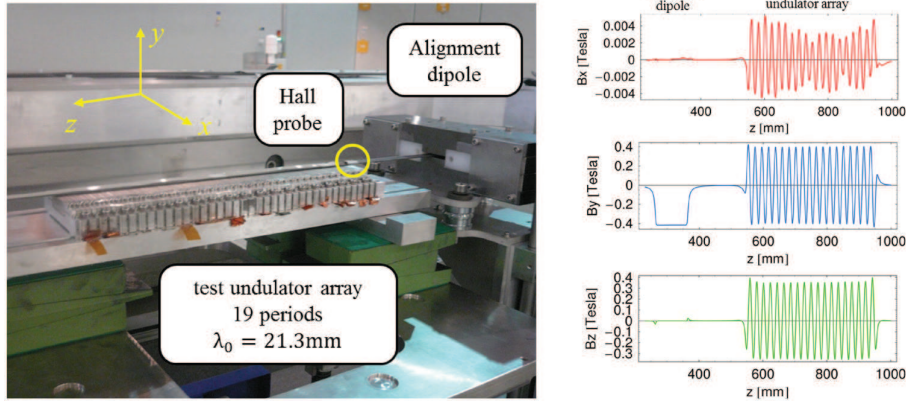 y
z
x
Alignment
dipole
Hall
probe
test undulator array
19 periods
λ₀ = 21.3mm
dipole
undulator array
Bx [Tesla]
0.004
0.002
0
−0.002
−0.004
400
600
800
1000
z [mm]
By [Tesla]
0.4
0.2
0
−0.2
−0.4
400
600
800
1000
z [mm]
Bz [Tesla]
0.4
0.3
0.2
0.1
0
−0.1
−0.2
−0.3
400
600
800
1000
z [mm]